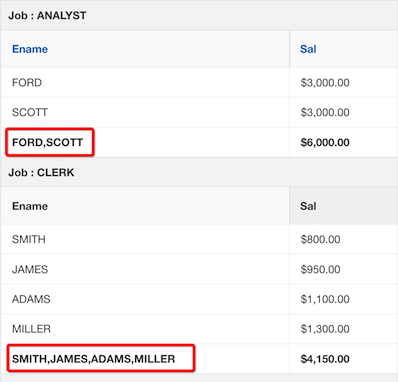 Job : ANALYST
Ename Sal
FORD $3,000.00
SCOTT $3,000.00
FORD,SCOTT $6,000.00
Job : CLERK
Ename Sal
SMITH $800.00
JAMES $950.00
ADAMS $1,100.00
MILLER $1,300.00
SMITH,JAMES,ADAMS,MILLER $4,150.00